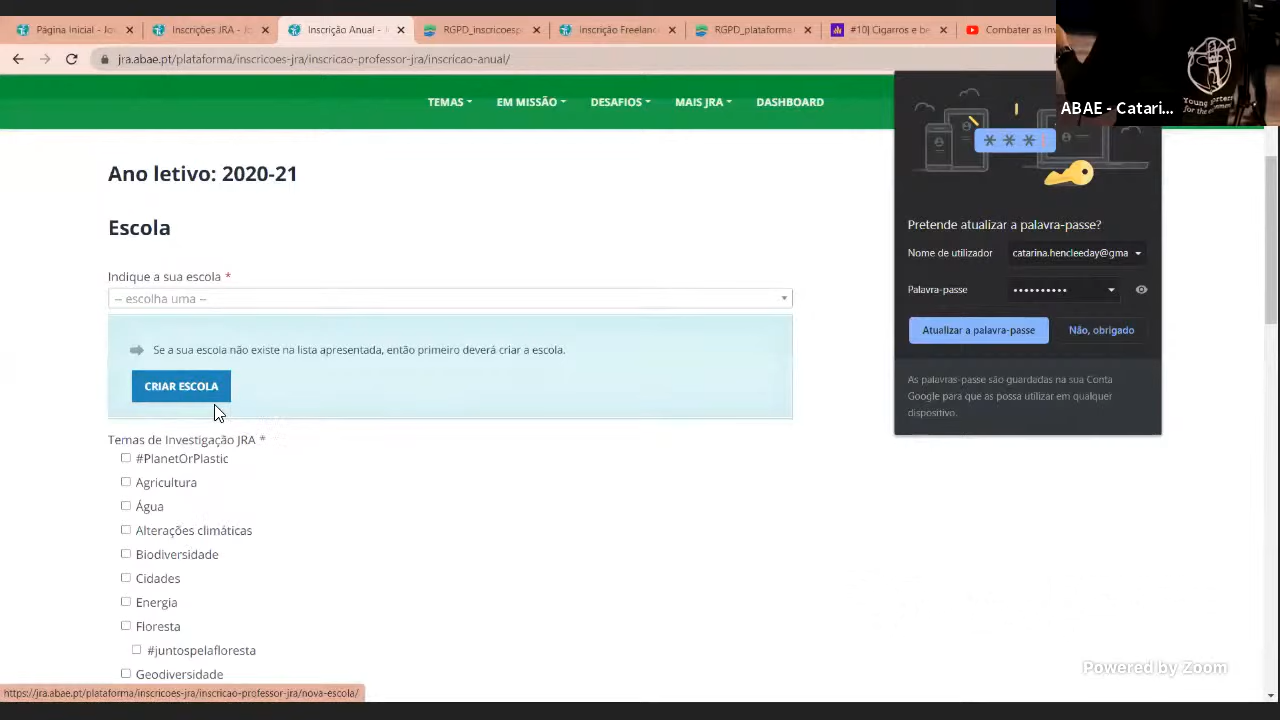 Página Inicial - Jo
Inscrições JRA - Jo
Inscrição Anual - J
RGPD_inscricoesp
Inscrição Freelanc
RGPD_plataforma
#10| Cigarros e be
Combater as In
jra.abae.pt/plataforma/inscricoes-jra/inscricao-professor-jra/inscricao-anual/
ABAE - Catari...
TEMAS
EM MISSÃO
DESAFIOS
MAIS JRA
DASHBOARD
Ano letivo: 2020-21
Escola
Indique a sua escola *
-- escolha uma --
Se a sua escola não existe na lista apresentada, então primeiro deverá criar a escola.
CRIAR ESCOLA
Temas de Investigação JRA *
#PlanetOrPlastic
Agricultura
Água
Alterações climáticas
Biodiversidade
Cidades
Energia
Floresta
#juntospelafloresta
Geodiversidade
Pretende atualizar a palavra-passe?
Nome de utilizador
catarina.hencleeday@gma
Palavra-passe
••••••••••
Atualizar a palavra-passe
Não, obrigado
As palavras-passe são guardadas na sua Conta
Google para que as possa utilizar em qualquer
dispositivo.
Powered by Zoom
https://jra.abae.pt/plataforma/inscricoes-jra/inscricao-professor-jra/nova-escola/